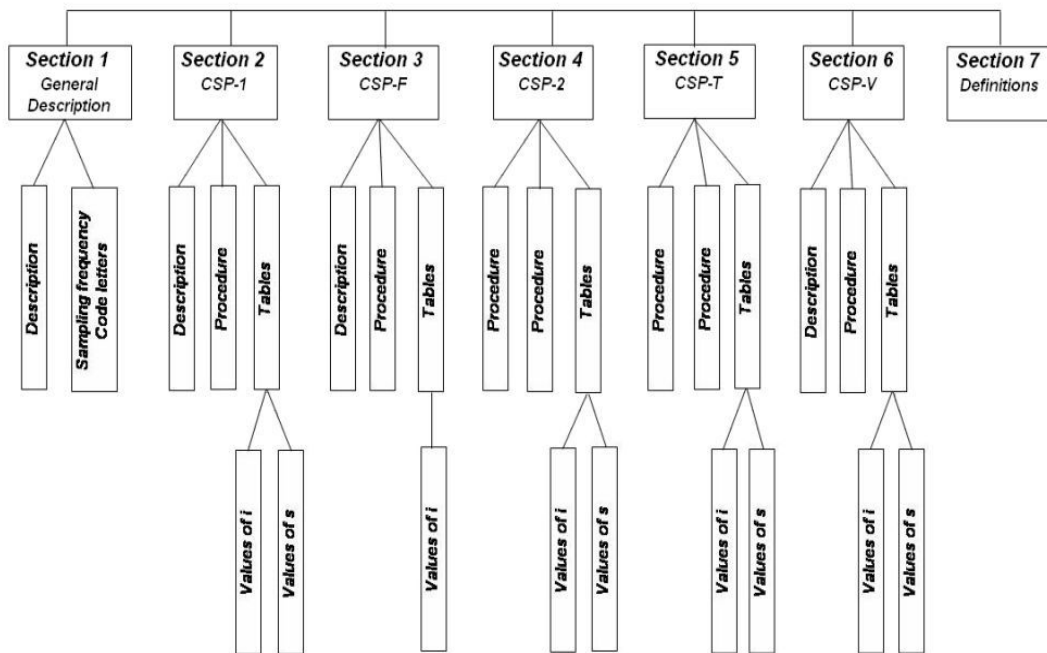 Section 1
General
Description
Section 2
CSP-1
Section 3
CSP-F
Section 4
CSP-2
Section 5
CSP-T
Section 6
CSP-V
Section 7
Definitions
Description
Sampling frequency
Code letters
Description
Procedure
Tables
Description
Procedure
Tables
Procedure
Procedure
Tables
Procedure
Procedure
Tables
Description
Procedure
Tables
Values of i
Values of s
Values of i
Values of i
Values of s
Values of i
Values of s
Values of i
Values of s